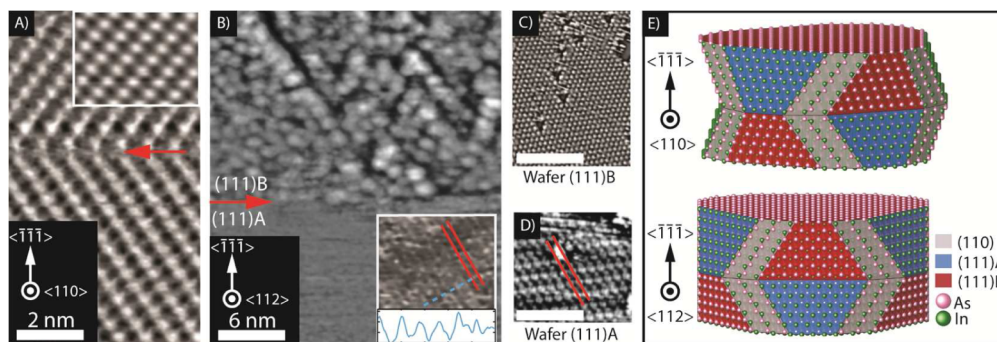 A)
<1̄1̄1̄>
<110>
2 nm
B)
(111)B
(111)A
<1̄1̄1̄>
<112>
6 nm
C)
Wafer (111)B
D)
Wafer (111)A
E)
<1̄1̄1̄>
<110>
<1̄1̄1̄>
<112>
(110)
(111)A
(111)B
As
In